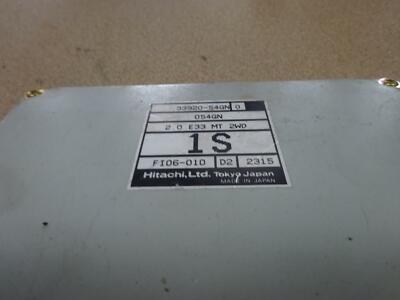 33920-54GN 0
054GN
2.0 E33 MT 2WD
1S
FI06-010 D2 2315
Hitachi,Ltd. Tokyo Japan
MADE IN JAPAN